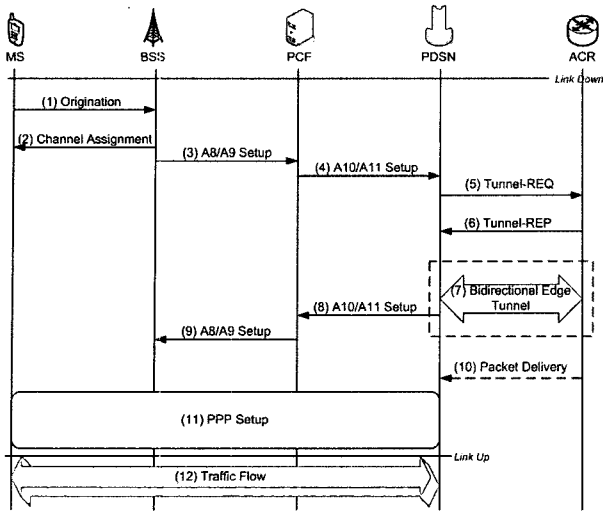 MS BSS PCF PDSN ACR
Link Down
(1) Origination
(2) Channel Assignment
(3) A8/A9 Setup
(4) A10/A11 Setup
(5) Tunnel-REQ
(6) Tunnel-REP
(7) Bidirectional Edge
Tunnel
(8) A10/A11 Setup
(9) A8/A9 Setup
(10) Packet Delivery
(11) PPP Setup
Link Up
(12) Traffic Flow